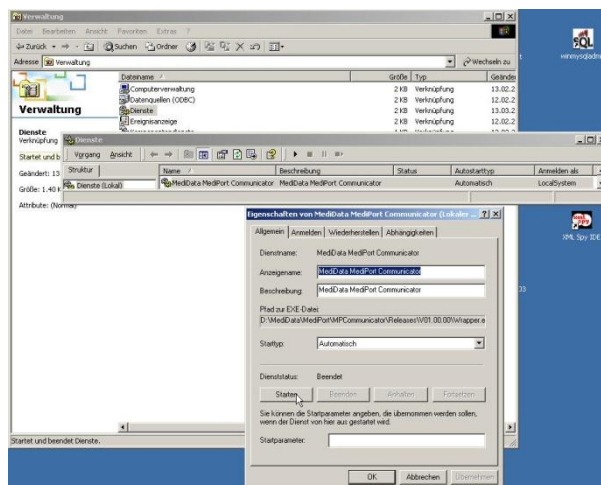 Verwaltung
Datei Bearbeiten Ansicht Favoriten Extras ?
Zurück Suchen Ordner
Adresse Verwaltung Wechseln zu
Dateiname Größe Typ Geänder
Computerverwaltung 2 KB Verknüpfung 13.02.2
Datenquellen (ODBC) 2 KB Verknüpfung 12.02.2
Dienste 2 KB Verknüpfung 13.03.2
Ereignisanzeige 2 KB Verknüpfung 12.02.2
Verwaltung
Dienste
Verknüpfung
Startet und b
Geändert: 13
Größe: 1.40 K
Attribute: (Normal)
Dienste
Vorgang Ansicht
Struktur
Name Beschreibung Status Autostarttyp Anmelden als
Dienste (Lokal)
MediData MediPort Communicator MediData MediPort Communicator Automatisch LocalSystem
Eigenschaften von MediData MediPort Communicator (Lokaler ...
Allgemein Anmelden Wiederherstellen Abhängigkeiten
Dienstname: MediData MediPort Communicator
Anzeigename: MediData MediPort Communicator
Beschreibung: MediData MediPort Communicator
Pfad zur EXE-Datei:
D:\MediData\MediPort\MPCommunicator\Releases\V01.00.00\Wrapper.e
Starttyp: Automatisch
Dienststatus: Beendet
Starten Beenden Anhalten Fortsetzen
Sie können die Startparameter angeben, die übernommen werden sollen,
wenn der Dienst von hier aus gestartet wird.
Startparameter:
OK Abbrechen Übernehmen
Startet und beendet Dienste.
SQL
winmysqladmin
XML Spy IDE
03